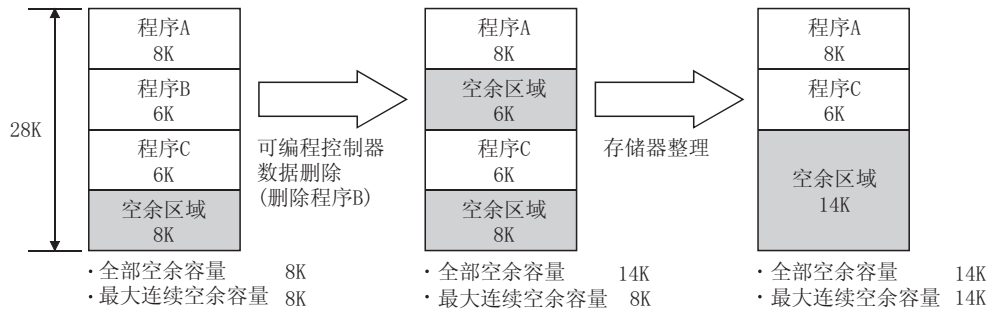 28K
程序A
8K
程序B
6K
程序C
6K
空余区域
8K
·全部空余容量 8K
·最大连续空余容量 8K
可编程控制器
数据删除
(删除程序B)
程序A
8K
空余区域
6K
程序C
6K
空余区域
8K
·全部空余容量 14K
·最大连续空余容量 8K
存储器整理
程序A
8K
程序C
6K
空余区域
14K
·全部空余容量 14K
·最大连续空余容量 14K